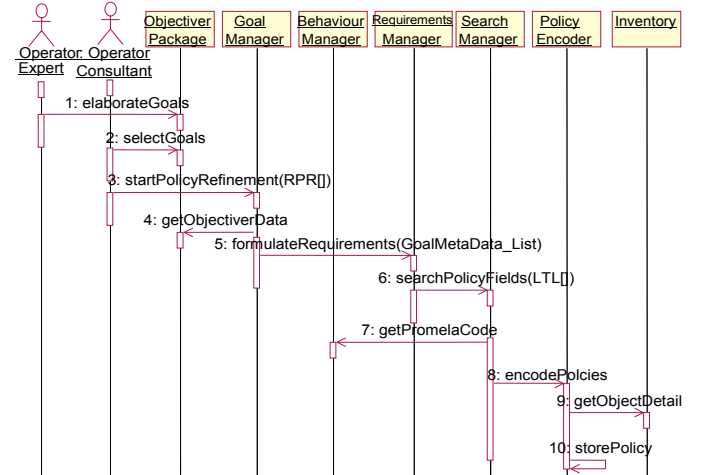 Objectiver Goal Behaviour Requirements Search Policy Inventory
Package Manager Manager Manager Manager Encoder
Operator : Operator
Expert Consultant
1: elaborateGoals
2: selectGoals
3: startPolicyRefinement(RPR[])
4: getObjectiverData
5: formulateRequirements(GoalMetaData_List)
6: searchPolicyFields(LTL[])
7: getPromelaCode
8: encodePolcies
9: getObjectDetail
10: storePolicy